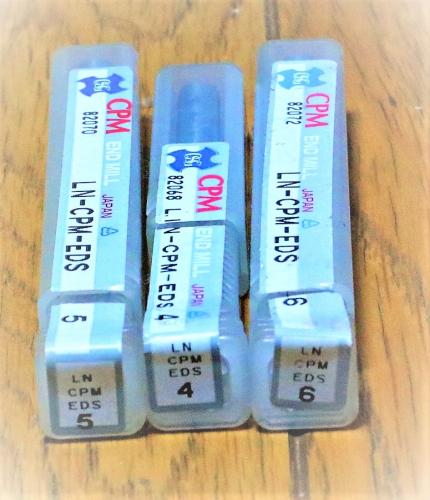 OSG
CPM END MILL JAPAN
82070 LN-CPM-EDS 5
LN
CPM
EDS
5
OSG
CPM END MILL JAPAN
82068 LN-CPM-EDS 4
LN
CPM
EDS
4
OSG
CPM END MILL JAPAN
82072 LN-CPM-EDS 6
LN
CPM
EDS
6